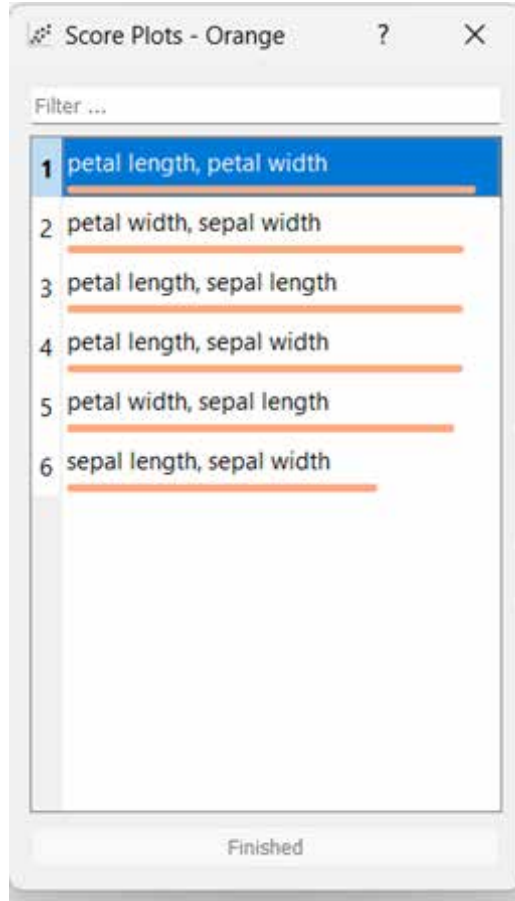 Score Plots - Orange ? ×
Filter ...
1 petal length, petal width
2 petal width, sepal width
3 petal length, sepal length
4 petal length, sepal width
5 petal width, sepal length
6 sepal length, sepal width
Finished